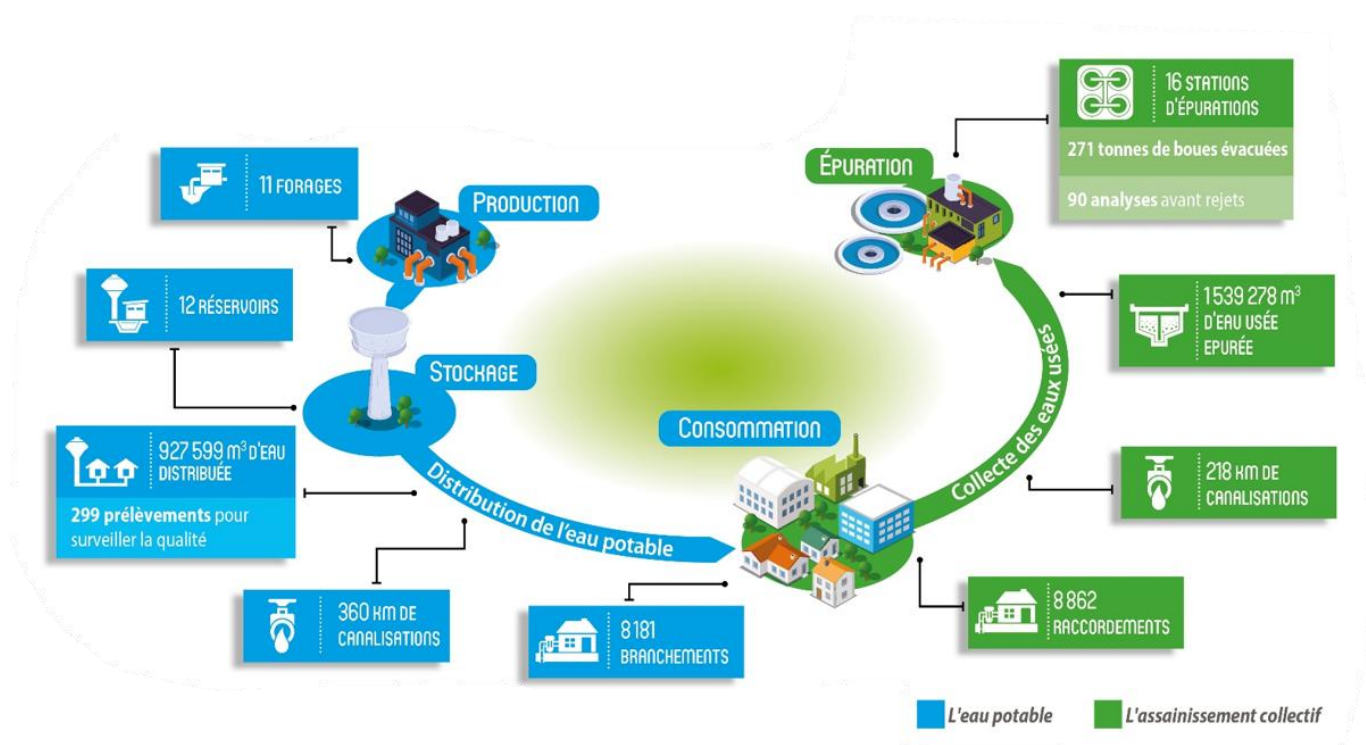 11 FORAGES
PRODUCTION
12 RÉSERVOIRS
STOCKAGE
927 599 m³ D'EAU
DISTRIBUÉE
299 prélèvements pour
surveiller la qualité
Distribution de l'eau potable
360 KM DE
CANALISATIONS
8 181
BRANCHEMENTS
CONSOMMATION
8 862
RACCORDEMENTS
Collecte des eaux usées
218 KM DE
CANALISATIONS
1 539 278 m³
D'EAU USÉE
EPURÉE
ÉPURATION
16 STATIONS
D'ÉPURATIONS
271 tonnes de boues évacuées
90 analyses avant rejets
L'eau potable
L'assainissement collectif